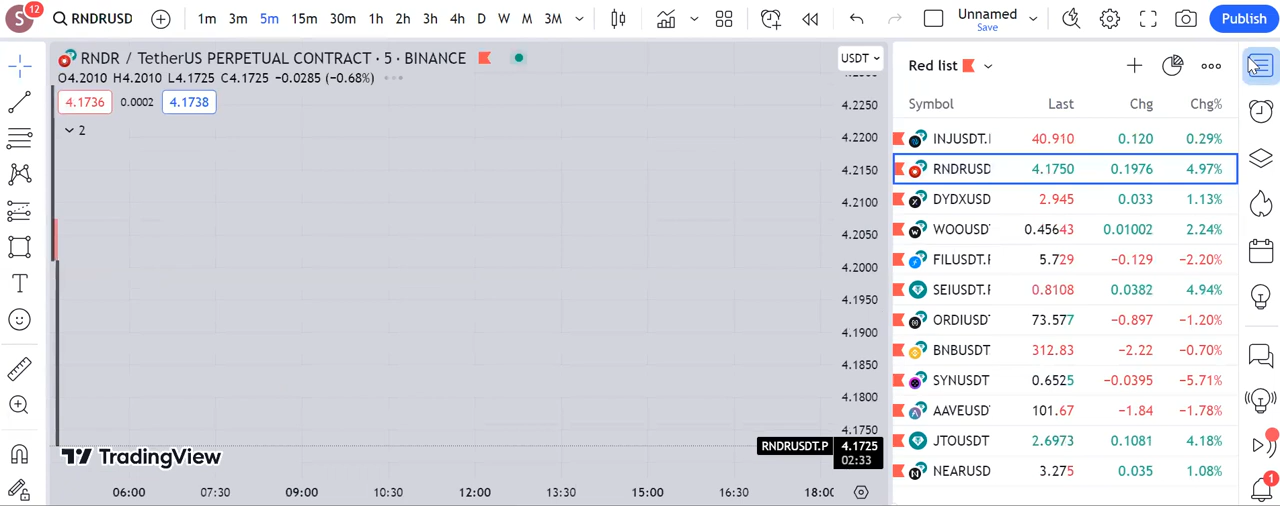 S 12 RNDRUSD 1m 3m 5m 15m 30m 1h 2h 3h 4h D W M 3M Unnamed Save Publish
RNDR / TetherUS PERPETUAL CONTRACT · 5 · BINANCE USDT
O4.2010 H4.2010 L4.1725 C4.1725 −0.0285 (−0.68%)
4.1736 0.0002 4.1738
2
4.2250
4.2200
4.2150
4.2100
4.2050
4.2000
4.1950
4.1900
4.1850
4.1800
4.1750
RNDRUSDT.P 4.1725
02:33
TradingView
06:00 07:30 09:00 10:30 12:00 13:30 15:00 16:30 18:00
Red list
Symbol Last Chg Chg%
INJUSDT. 40.910 0.120 0.29%
RNDRUSD 4.1750 0.1976 4.97%
DYDXUSD 2.945 0.033 1.13%
WOOUSDT 0.45643 0.01002 2.24%
FILUSDT.F 5.729 −0.129 −2.20%
SEIUSDT.F 0.8108 0.0382 4.94%
ORDIUSD 73.577 −0.897 −1.20%
BNBUSDT 312.83 −2.22 −0.70%
SYNUSDT 0.6525 −0.0395 −5.71%
AAVEUSD 101.67 −1.84 −1.78%
JTOUSDT 2.6973 0.1081 4.18%
NEARUSD 3.275 0.035 1.08%
1